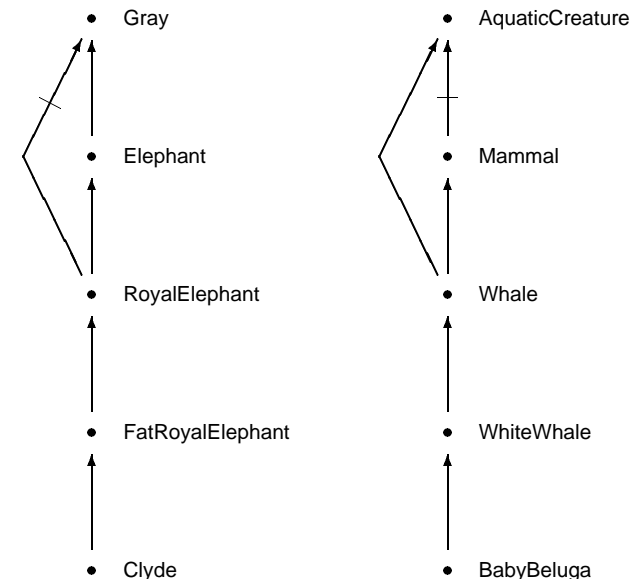 Gray
Elephant
RoyalElephant
FatRoyalElephant
Clyde
AquaticCreature
Mammal
Whale
WhiteWhale
BabyBeluga